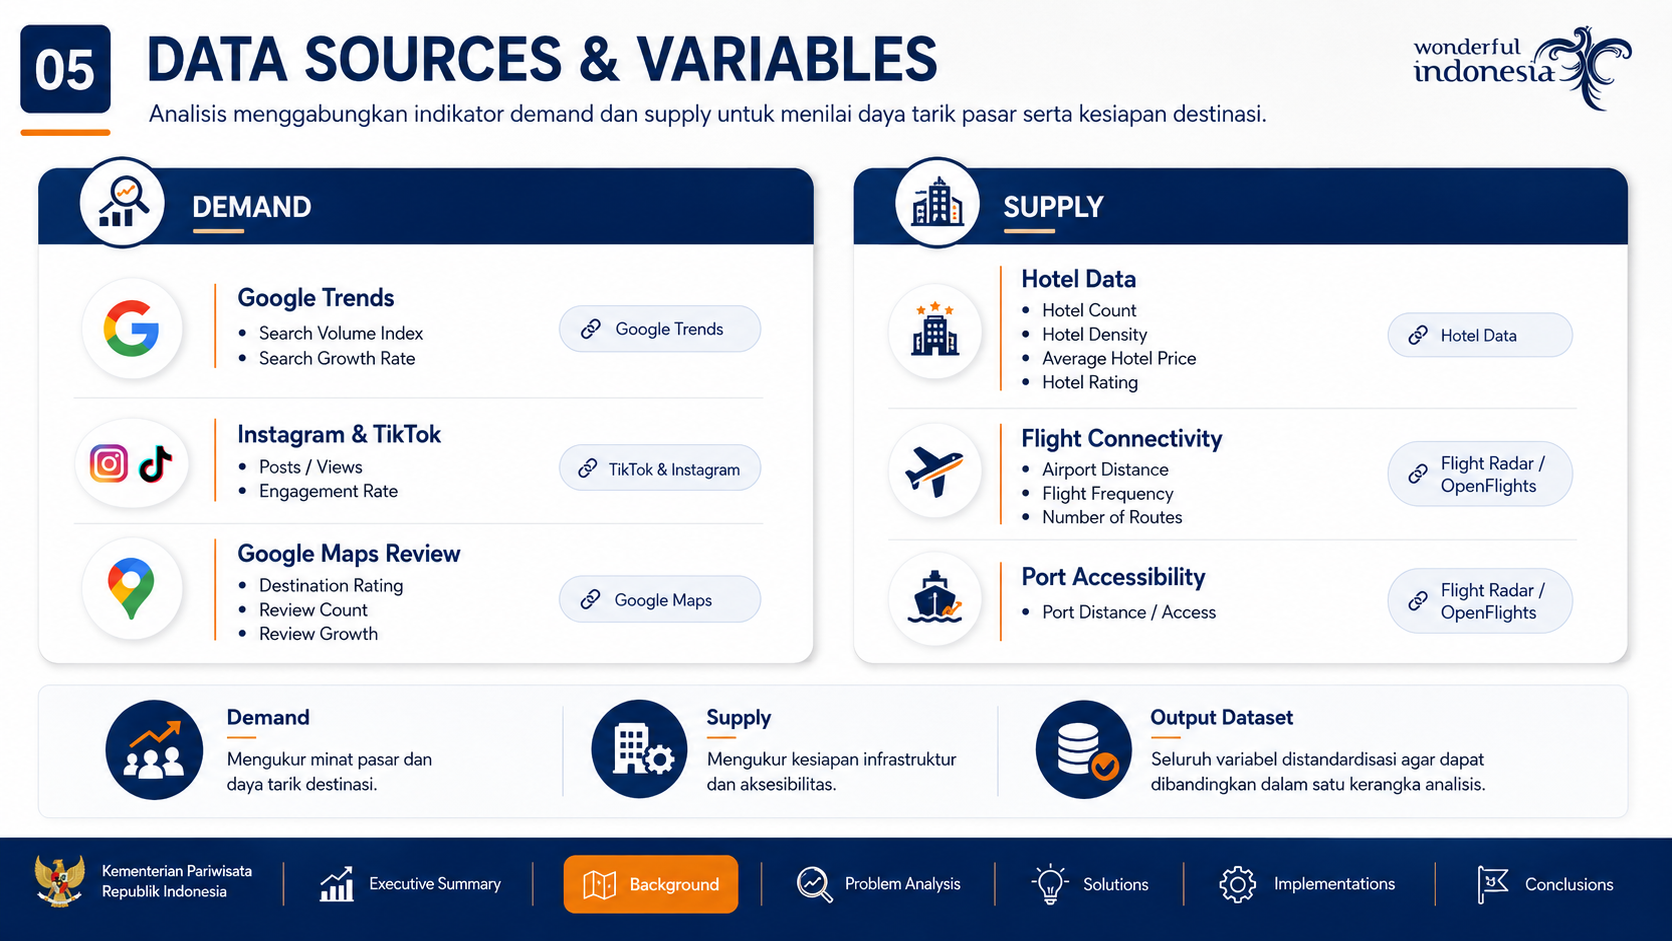 05
DATA SOURCES & VARIABLES
Analisis menggabungkan indikator demand dan supply untuk menilai daya tarik pasar serta kesiapan destinasi.
wonderful
indonesia
DEMAND
Google Trends
• Search Volume Index
• Search Growth Rate
Google Trends
Instagram & TikTok
• Posts / Views
• Engagement Rate
TikTok & Instagram
Google Maps Review
• Destination Rating
• Review Count
• Review Growth
Google Maps
SUPPLY
Hotel Data
• Hotel Count
• Hotel Density
• Average Hotel Price
• Hotel Rating
Hotel Data
Flight Connectivity
• Airport Distance
• Flight Frequency
• Number of Routes
Flight Radar /
OpenFlights
Port Accessibility
• Port Distance / Access
Flight Radar /
OpenFlights
Demand
Mengukur minat pasar dan
daya tarik destinasi.
Supply
Mengukur kesiapan infrastruktur
dan aksesibilitas.
Output Dataset
Seluruh variabel distandardisasi agar dapat
dibandingkan dalam satu kerangka analisis.
Kementerian Pariwisata
Republik Indonesia
Executive Summary
Background
Problem Analysis
Solutions
Implementations
Conclusions